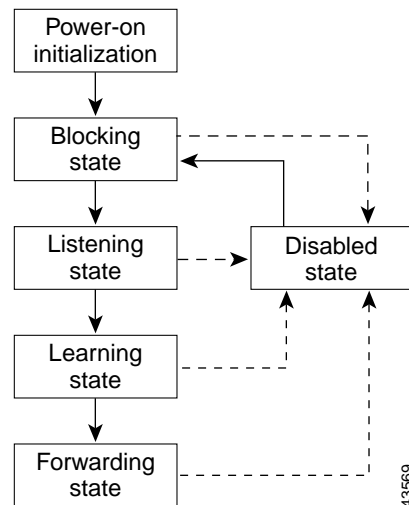 Power-on
initialization
Blocking
state
Listening
state
Disabled
state
Learning
state
Forwarding
state
43569